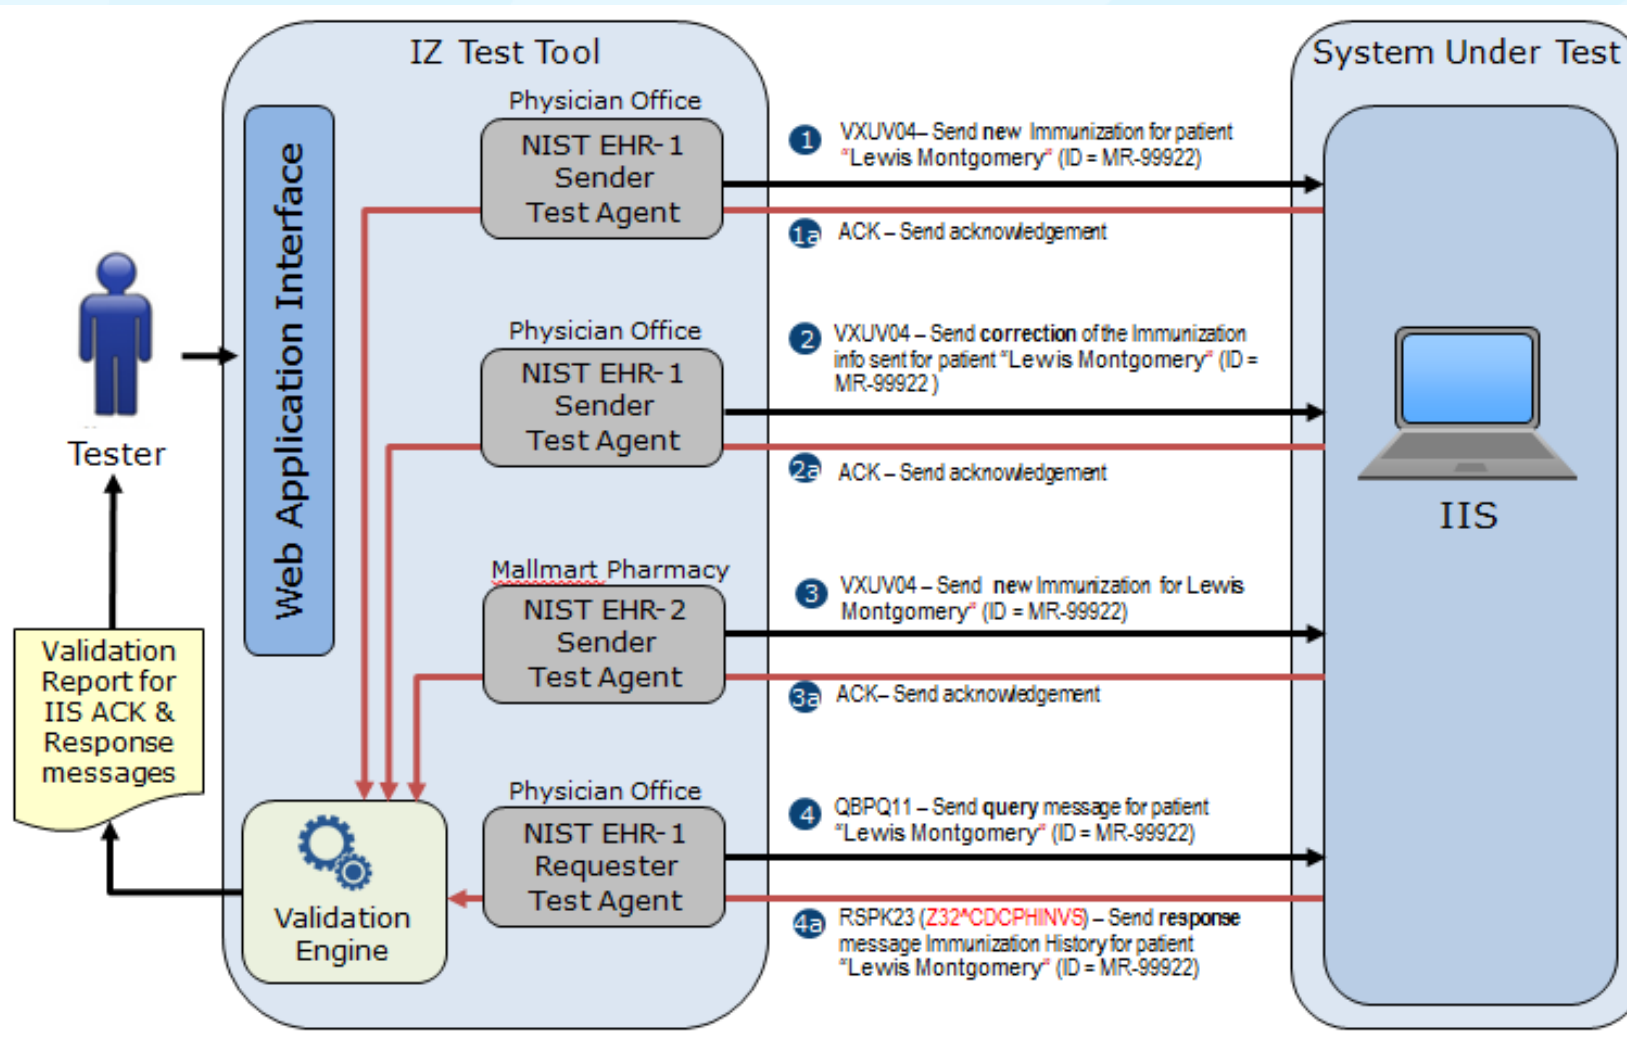 IZ Test Tool
System Under Test
Web Application Interface
Physician Office
NIST EHR-1
Sender
Test Agent
1 VXUV04– Send new Immunization for patient
“Lewis Montgomery” (ID = MR-99922)
1a ACK – Send acknowledgement
Physician Office
NIST EHR-1
Sender
Test Agent
2 VXUV04 – Send correction of the Immunization
info sent for patient “Lewis Montgomery” (ID =
MR-99922 )
2a ACK – Send acknowledgement
Tester
IIS
Mallmart Pharmacy
NIST EHR-2
Sender
Test Agent
3 VXUV04 – Send new Immunization for Lewis
Montgomery” (ID = MR-99922)
3a ACK– Send acknowledgement
Validation
Report for
IIS ACK &
Response
messages
Physician Office
NIST EHR-1
Requester
Test Agent
4 QBPQ11 – Send query message for patient
“Lewis Montgomery” (ID = MR-99922)
4a RSPK23 (Z32^CDCPHINVS) – Send response
message Immunization History for patient
“Lewis Montgomery” (ID = MR-99922)
Validation
Engine